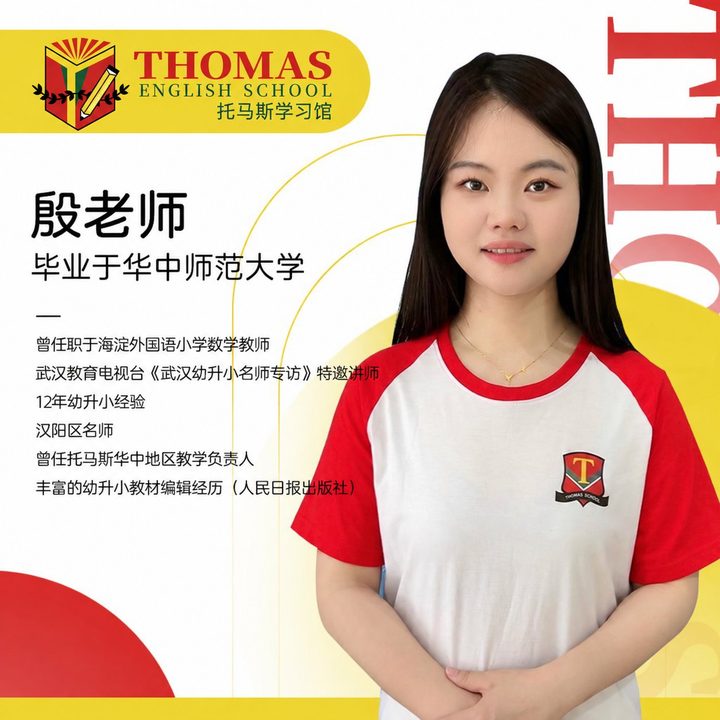 THOMAS
ENGLISH SCHOOL
托马斯学习馆
THO
殷老师
毕业于华中师范大学
曾任职于海淀外国语小学数学教师
武汉教育电视台《武汉幼升小名师专访》特邀讲师
12年幼升小经验
汉阳区名师
曾任托马斯华中地区教学负责人
丰富的幼升小教材编辑经历（人民日报出版社）
T
THOMAS SCHOOL
S